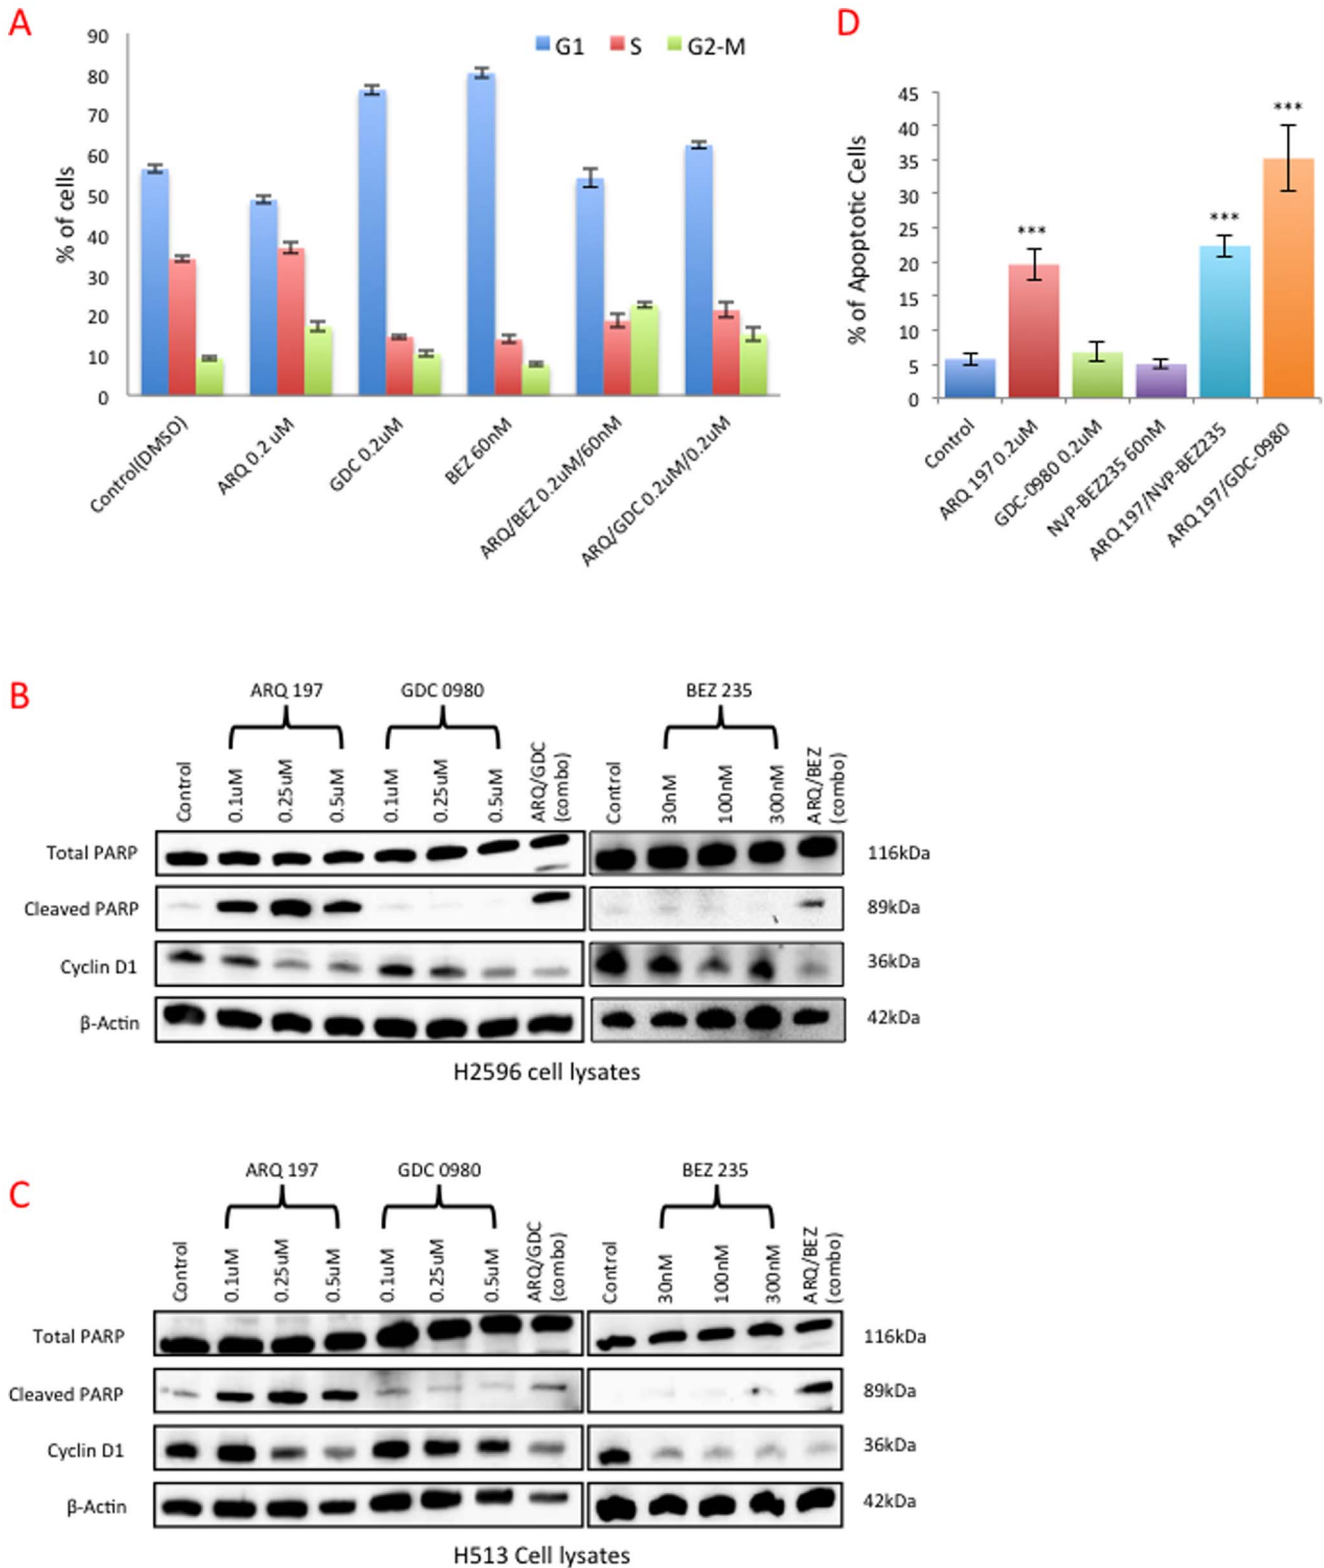 A
% of cells
90
80
70
60
50
40
30
20
10
0
G1 S G2-M
Control(DMSO)
ARQ 0.2 uM
GDC 0.2uM
BEZ 60nM
ARQ/BEZ 0.2uM/60nM
ARQ/GDC 0.2uM/0.2uM
D
% of Apoptotic Cells
45
40
35
30
25
20
15
10
5
0
***
***
***
Control
ARQ 197 0.2uM
GDC-0980 0.2uM
NVP-BEZ235 60nM
ARQ 197/NVP-BEZ235
ARQ 197/GDC-0980
B
ARQ 197
GDC 0980
BEZ 235
Control
0.1uM
0.25uM
0.5uM
0.1uM
0.25uM
0.5uM
ARQ/GDC
(combo)
Control
30nM
100nM
300nM
ARQ/BEZ
(combo)
Total PARP
116kDa
Cleaved PARP
89kDa
Cyclin D1
36kDa
β-Actin
42kDa
H2596 cell lysates
C
ARQ 197
GDC 0980
BEZ 235
Control
0.1uM
0.25uM
0.5uM
0.1uM
0.25uM
0.5uM
ARQ/GDC
(combo)
Control
30nM
100nM
300nM
ARQ/BEZ
(combo)
Total PARP
116kDa
Cleaved PARP
89kDa
Cyclin D1
36kDa
β-Actin
42kDa
H513 Cell lysates